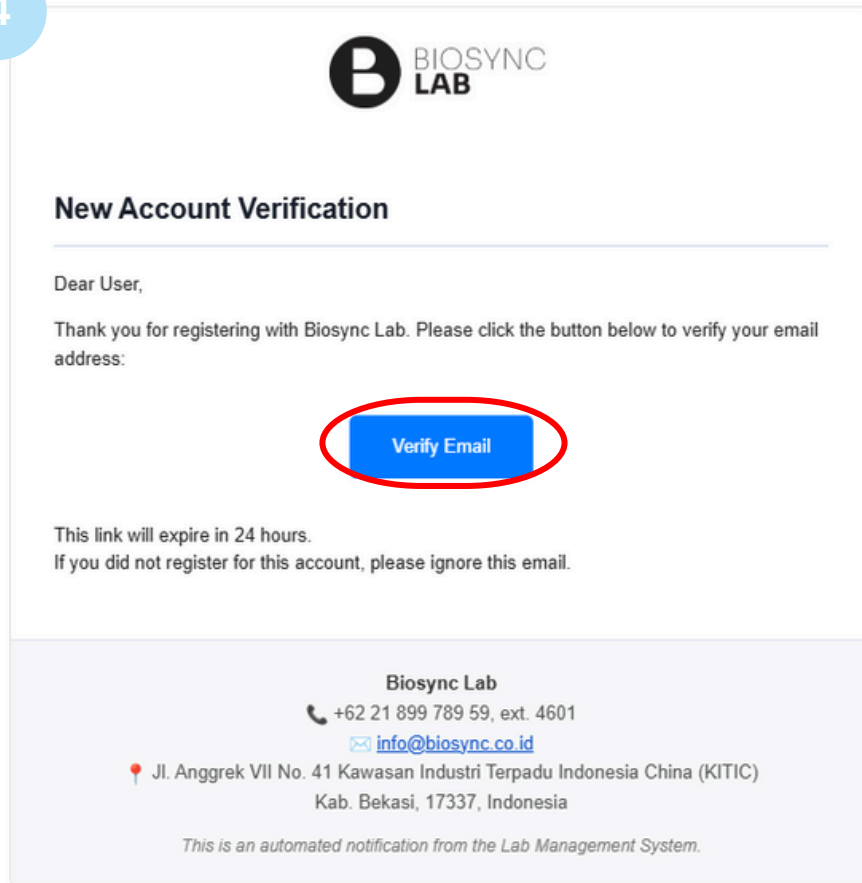 4
BIOSYNC
LAB
New Account Verification
Dear User,
Thank you for registering with Biosync Lab. Please click the button below to verify your email
address:
Verify Email
This link will expire in 24 hours.
If you did not register for this account, please ignore this email.
Biosync Lab
+62 21 899 789 59, ext. 4601
info@biosync.co.id
Jl. Anggrek VII No. 41 Kawasan Industri Terpadu Indonesia China (KITIC)
Kab. Bekasi, 17337, Indonesia
This is an automated notification from the Lab Management System.